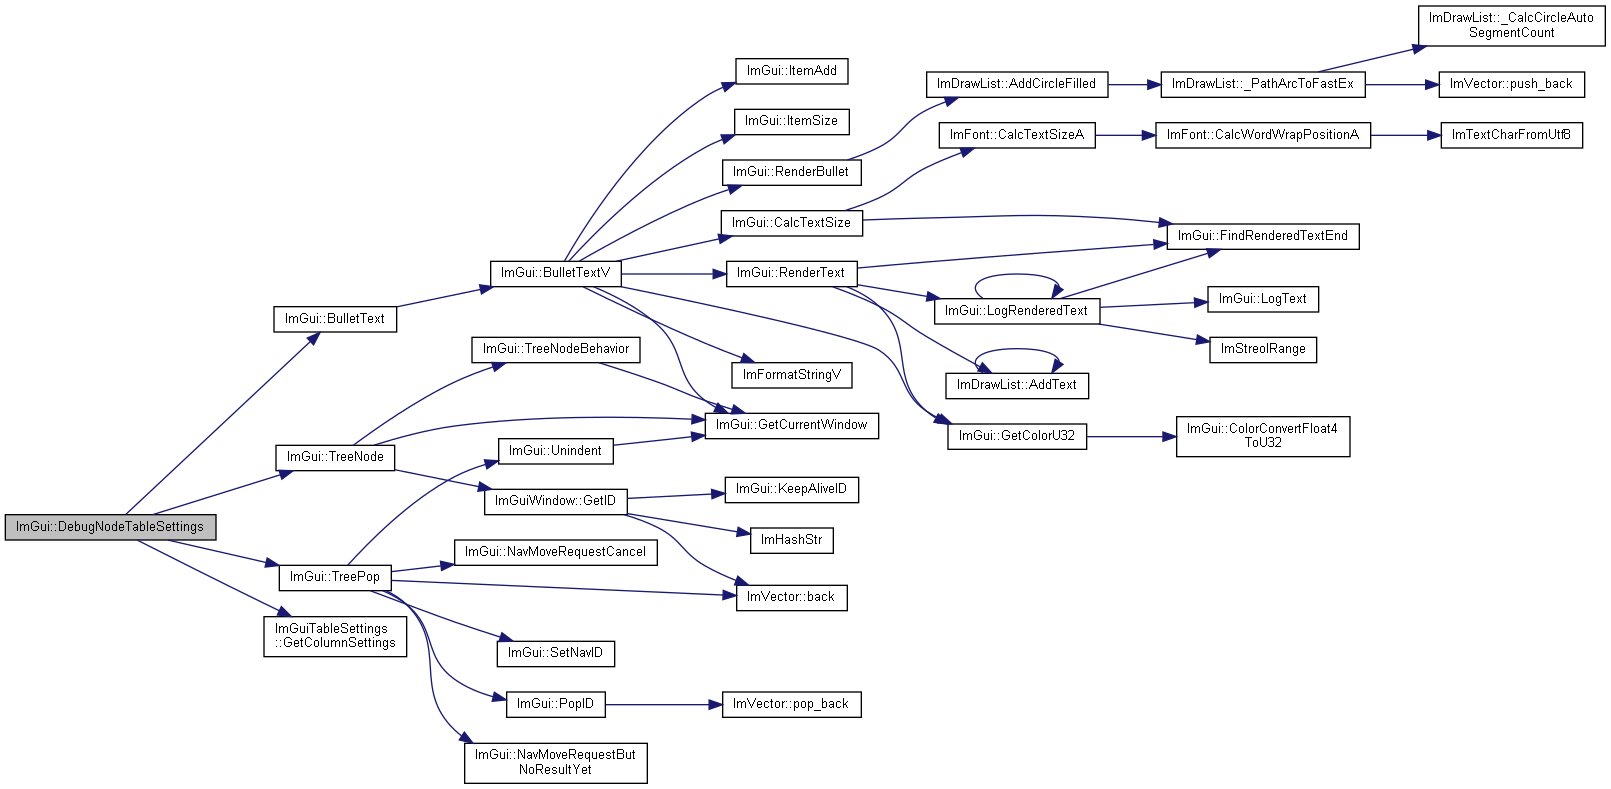 ImDrawList::_CalcCircleAuto
SegmentCount
ImGui::ItemAdd
ImDrawList::AddCircleFilled
ImDrawList::_PathArcToFastEx
ImVector::push_back
ImGui::ItemSize
ImFont::CalcTextSizeA
ImFont::CalcWordWrapPositionA
ImTextCharFromUtf8
ImGui::RenderBullet
ImGui::CalcTextSize
ImGui::FindRenderedTextEnd
ImGui::BulletTextV
ImGui::RenderText
ImGui::LogText
ImGui::LogRenderedText
ImGui::BulletText
ImGui::TreeNodeBehavior
ImStreolRange
ImFormatStringV
ImDrawList::AddText
ImGui::GetCurrentWindow
ImGui::GetColorU32
ImGui::ColorConvertFloat4
ToU32
ImGui::TreeNode
ImGui::Unindent
ImGui::KeepAliveID
ImGuiWindow::GetID
ImGui::DebugNodeTableSettings
ImHashStr
ImGui::NavMoveRequestCancel
ImGui::TreePop
ImVector::back
ImGuiTableSettings
::GetColumnSettings
ImGui::SetNavID
ImGui::PopID
ImVector::pop_back
ImGui::NavMoveRequestBut
NoResultYet